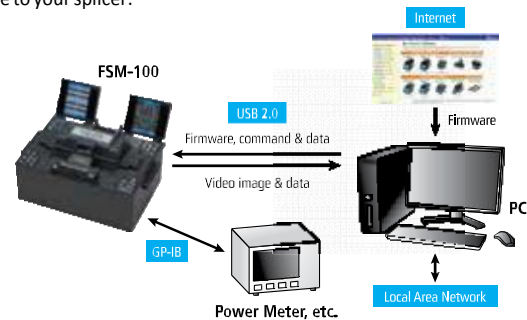 e to your splicer.
Internet
FSM-100
USB 2.0
Firmware
Firmware, command & data
Video image & data
PC
GP-IB
Local Area Network
Power Meter, etc.